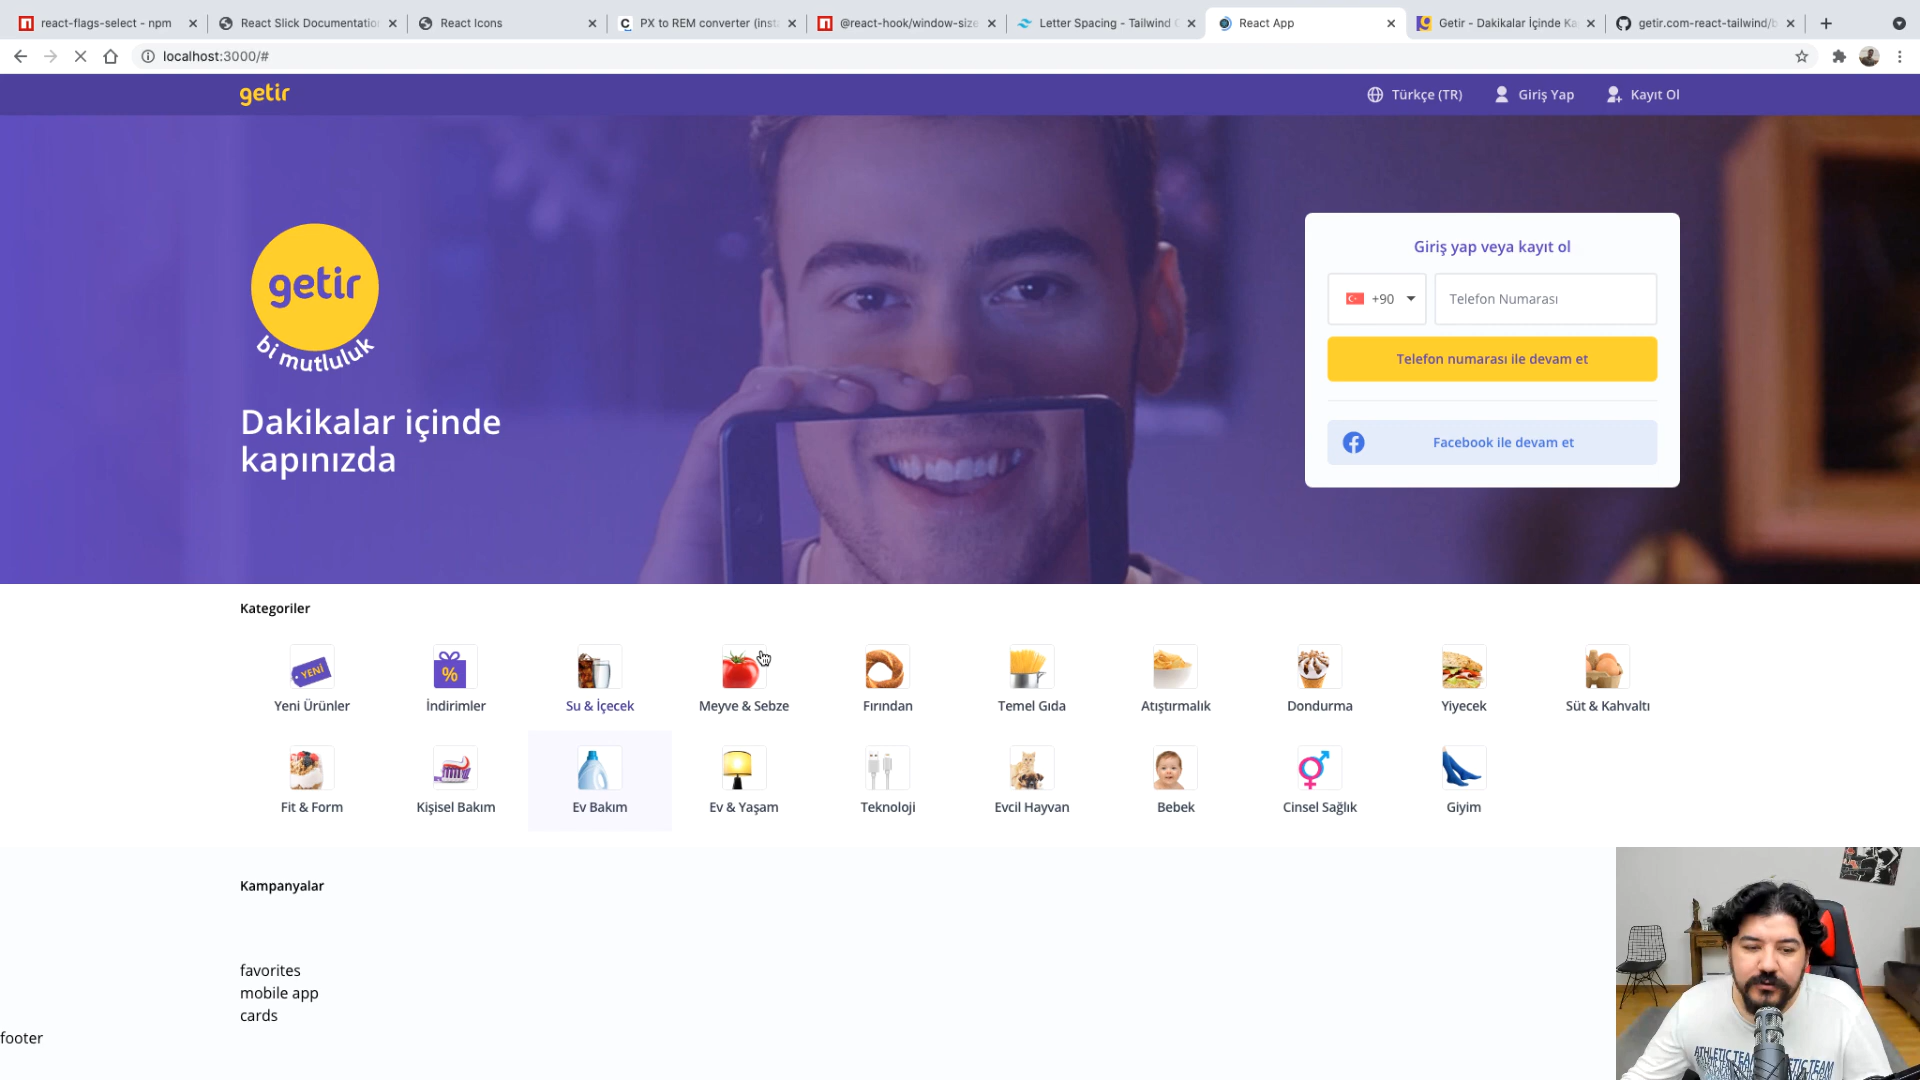 react-flags-select - npm
React Slick Documentatio
React Icons
PX to REM converter (inst
@react-hook/window-size
Letter Spacing - Tailwind C
React App
Getir - Dakikalar İçinde Ka
getir.com-react-tailwind/b
localhost:3000/#
getir
Türkçe (TR)
Giriş Yap
Kayıt Ol
getir
bi mutluluk
Dakikalar içinde
kapınızda
Giriş yap veya kayıt ol
+90
Telefon Numarası
Telefon numarası ile devam et
Facebook ile devam et
Kategoriler
YENİ
%
Yeni Ürünler
İndirimler
Su & İçecek
Meyve & Sebze
Fırından
Temel Gıda
Atıştırmalık
Dondurma
Yiyecek
Süt & Kahvaltı
Fit & Form
Kişisel Bakım
Ev Bakım
Ev & Yaşam
Teknoloji
Evcil Hayvan
Bebek
Cinsel Sağlık
Giyim
Kampanyalar
favorites
mobile app
cards
footer
ATHLETIC TEAM